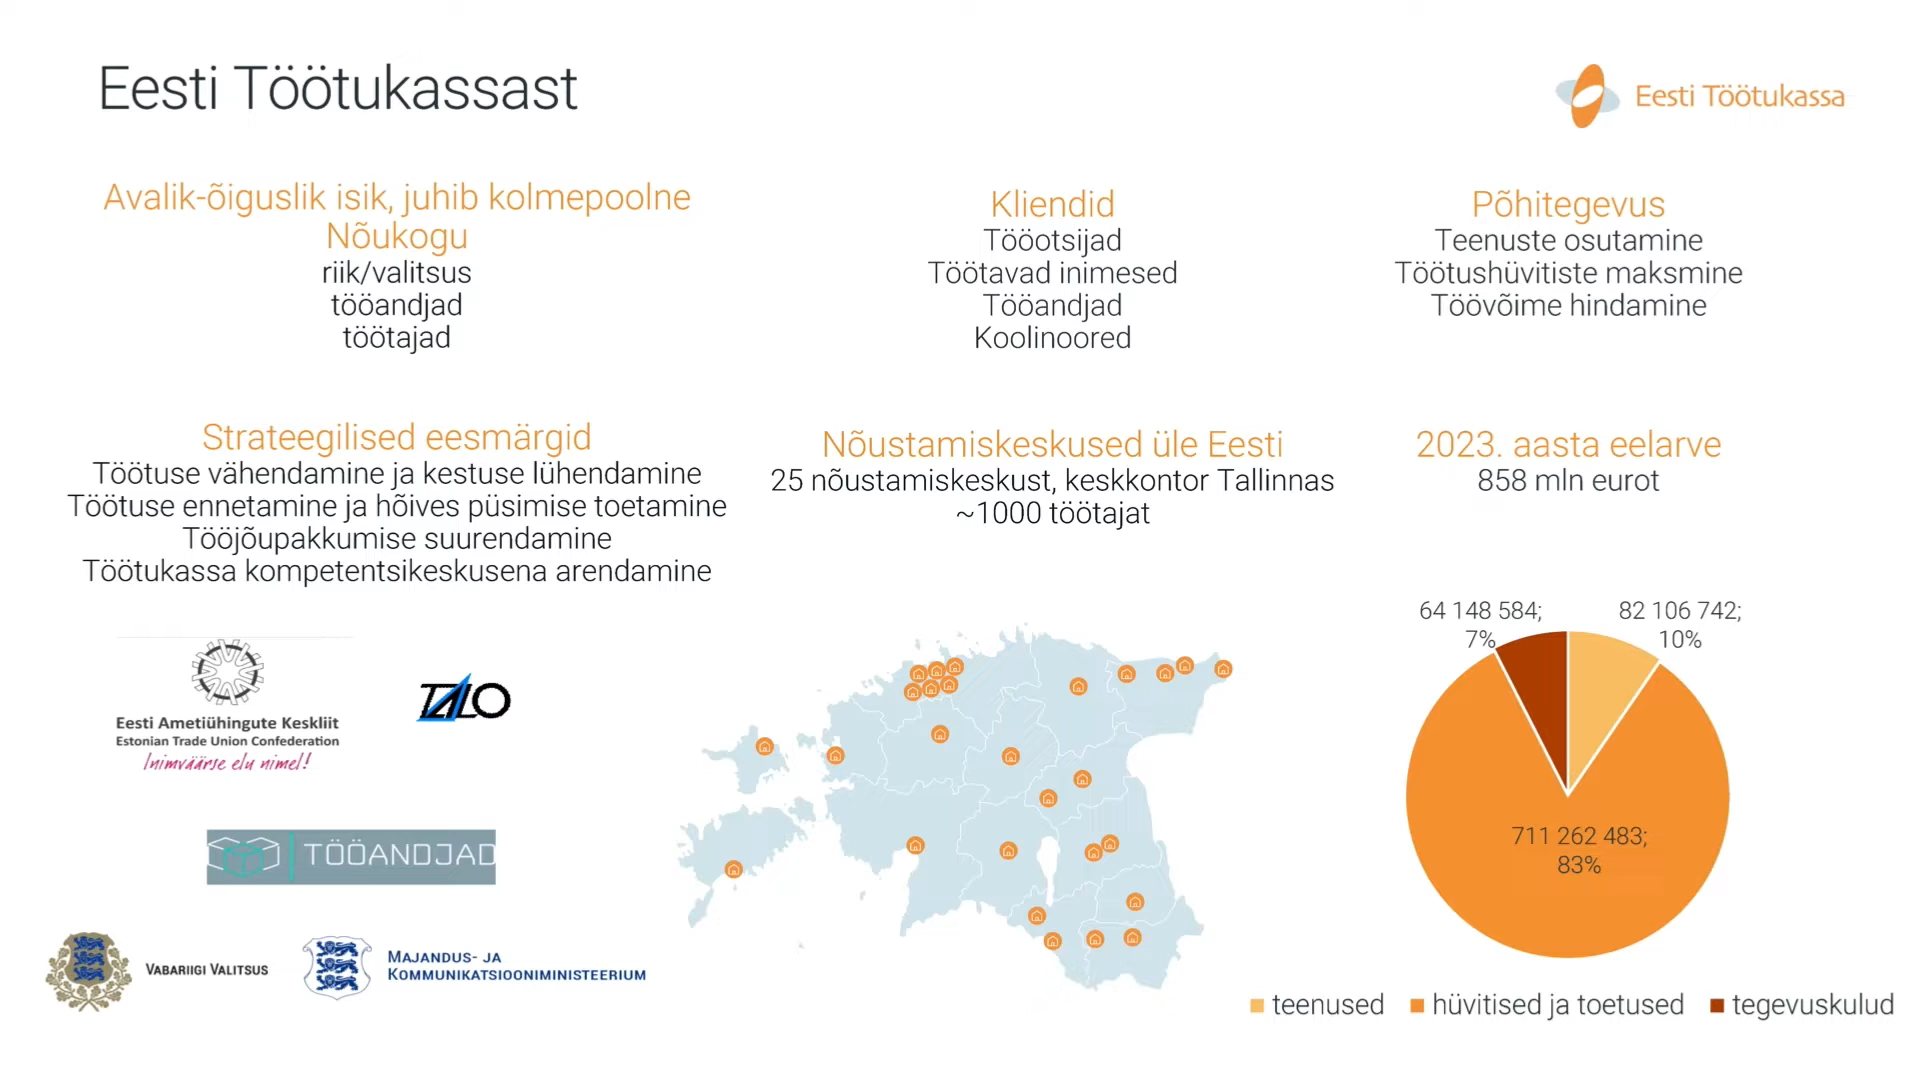 Eesti Töötukassast
Eesti Töötukassa
Avalik-õiguslik isik, juhib kolmepoolne
Nõukogu
riik/valitsus
tööandjad
töötajad
Kliendid
Tööotsijad
Töötavad inimesed
Tööandjad
Koolinoored
Põhitegevus
Teenuste osutamine
Töötushüvitiste maksmine
Töövõime hindamine
Strateegilised eesmärgid
Töötuse vähendamine ja kestuse lühendamine
Töötuse ennetamine ja hõives püsimise toetamine
Tööjõupakkumise suurendamine
Töötukassa kompetentsikeskusena arendamine
Nõustamiskeskused üle Eesti
25 nõustamiskeskust, keskkontor Tallinnas
~1000 töötajat
2023. aasta eelarve
858 mln eurot
Eesti Ametiühingute Keskliit
Estonian Trade Union Confederation
Inimväärse elu nimel!
TALO
TÖÖANDJAD
VABARIIGI VALITSUS
MAJANDUS- JA
KOMMUNIKATSIOONIMINISTEERIUM
64 148 584;
7%
82 106 742;
10%
711 262 483;
83%
teenused
hüvitised ja toetused
tegevuskulud